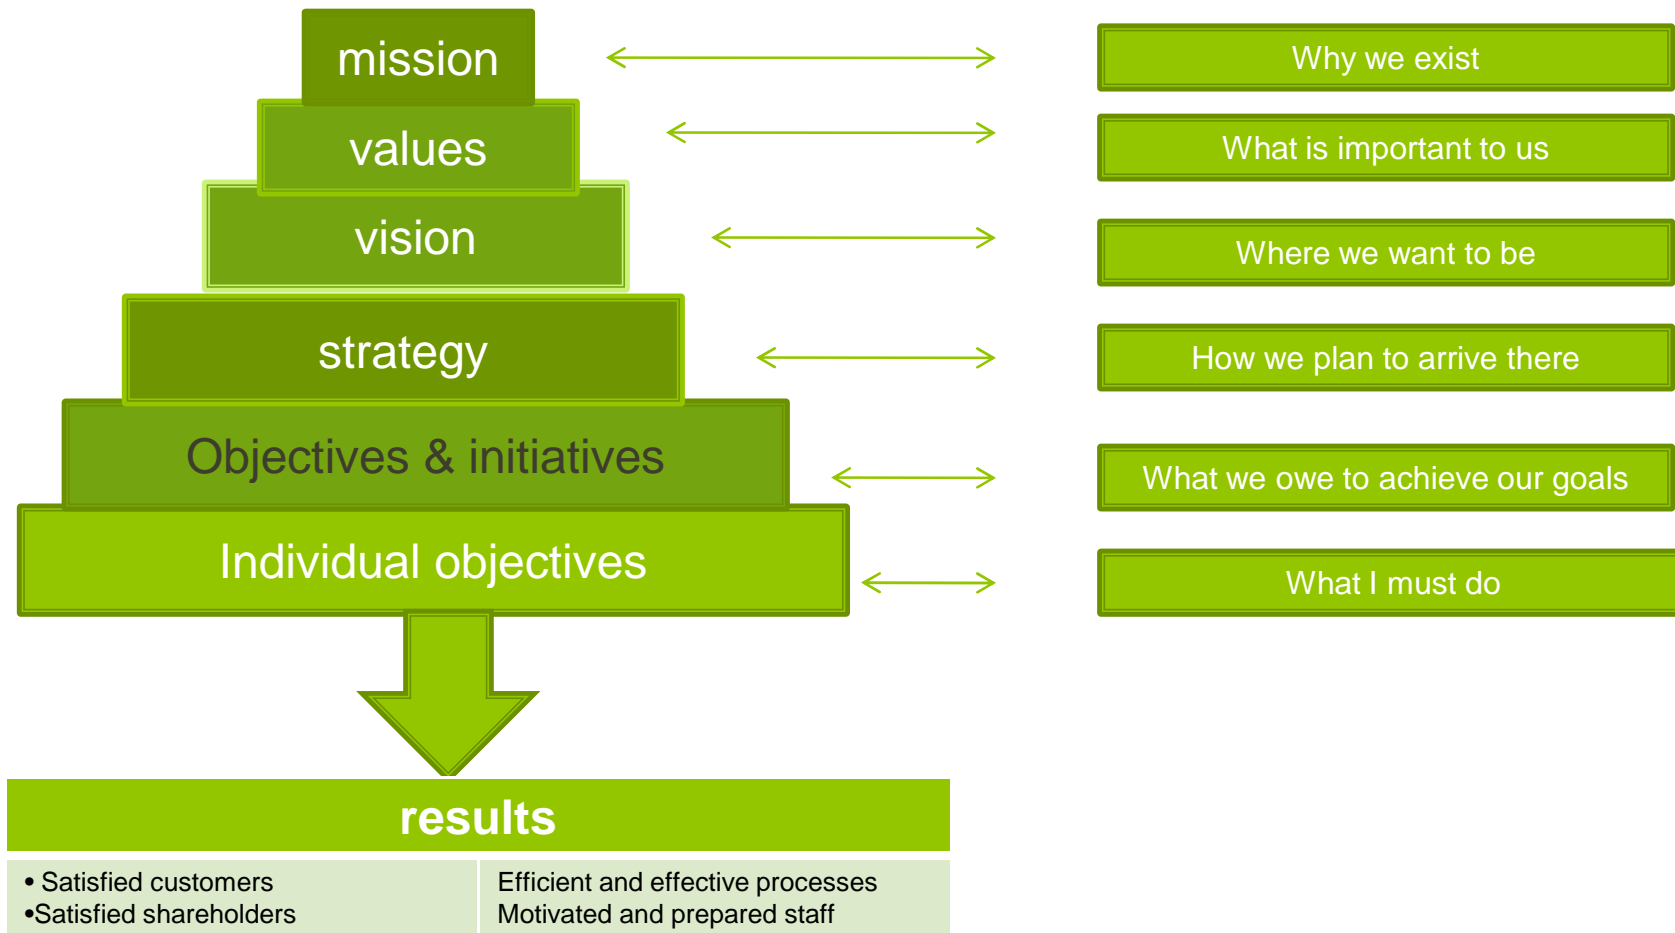 mission
Why we exist
values
What is important to us
vision
Where we want to be
strategy
How we plan to arrive there
Objectives & initiatives
What we owe to achieve our goals
Individual objectives
What I must do
results
• Satisfied customers
•Satisfied shareholders
Efficient and effective processes
Motivated and prepared staff